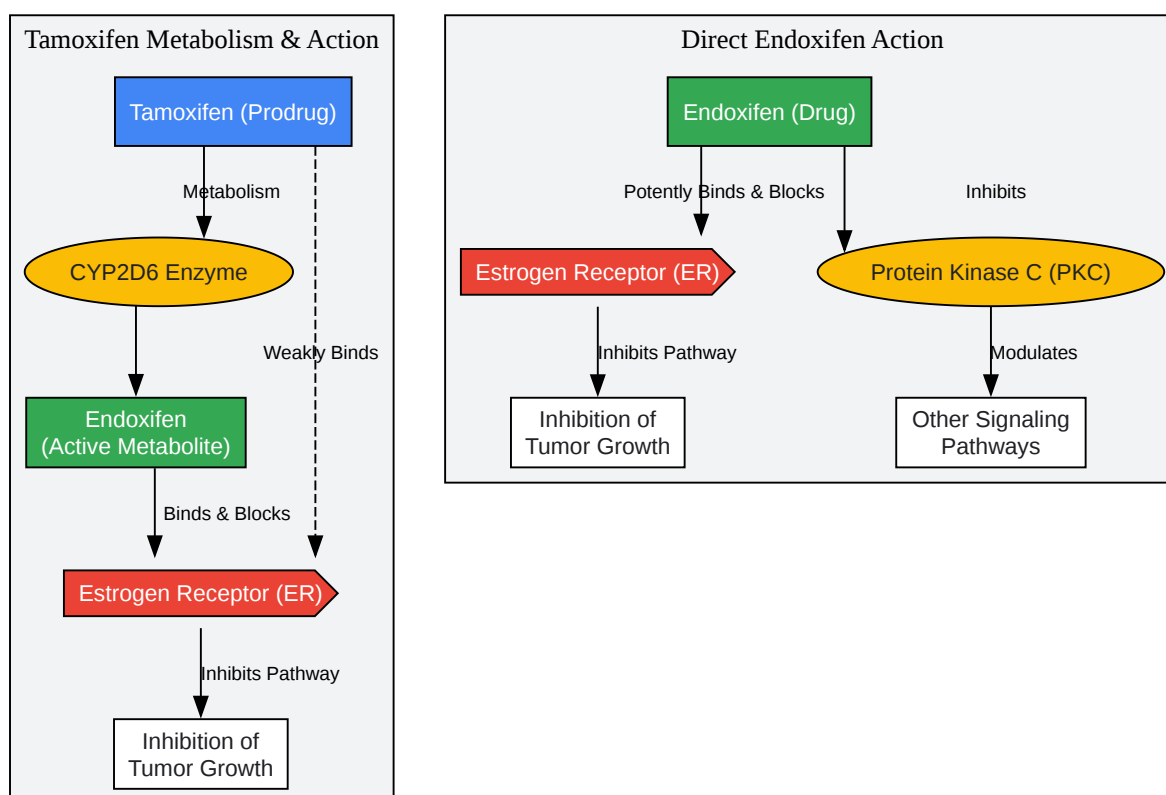 Tamoxifen Metabolism & Action
Tamoxifen (Prodrug)
Metabolism
CYP2D6 Enzyme
Weakly Binds
Endoxifen
(Active Metabolite)
Binds & Blocks
Estrogen Receptor (ER)
Inhibits Pathway
Inhibition of
Tumor Growth
Direct Endoxifen Action
Endoxifen (Drug)
Potently Binds & Blocks
Inhibits
Estrogen Receptor (ER)
Protein Kinase C (PKC)
Inhibits Pathway
Modulates
Inhibition of
Tumor Growth
Other Signaling
Pathways